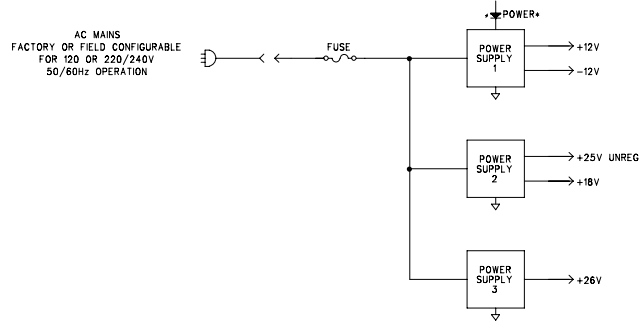 AC MAINS
FACTORY OR FIELD CONFIGURABLE
FOR 120 OR 220/240V
50/60Hz OPERATION
FUSE
POWER*
POWER
SUPPLY
1
+12V
-12V
POWER
SUPPLY
2
+25V UNREG
+18V
POWER
SUPPLY
3
+26V